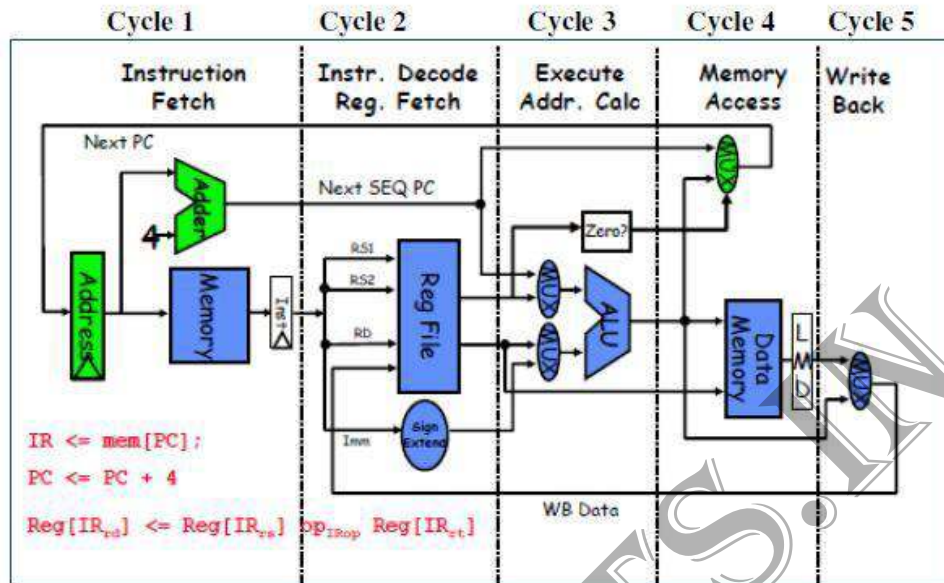 Cycle 1 Cycle 2 Cycle 3 Cycle 4 Cycle 5
Instruction Fetch
Instr. Decode Reg. Fetch
Execute Addr. Calc
Memory Access
Write Back
Next PC
MUX
Adder
Next SEQ PC
4
Zero?
RS1
RS2
RD
Imm
Address
Memory
Inst
Reg File
MUX
MUX
ALU
Data Memory
L M D
MUX
Sign Extend
WB Data
IR <= mem[PC];
PC <= PC + 4
Reg[IRrd] <= Reg[IRrs] opIRop Reg[IRrt]